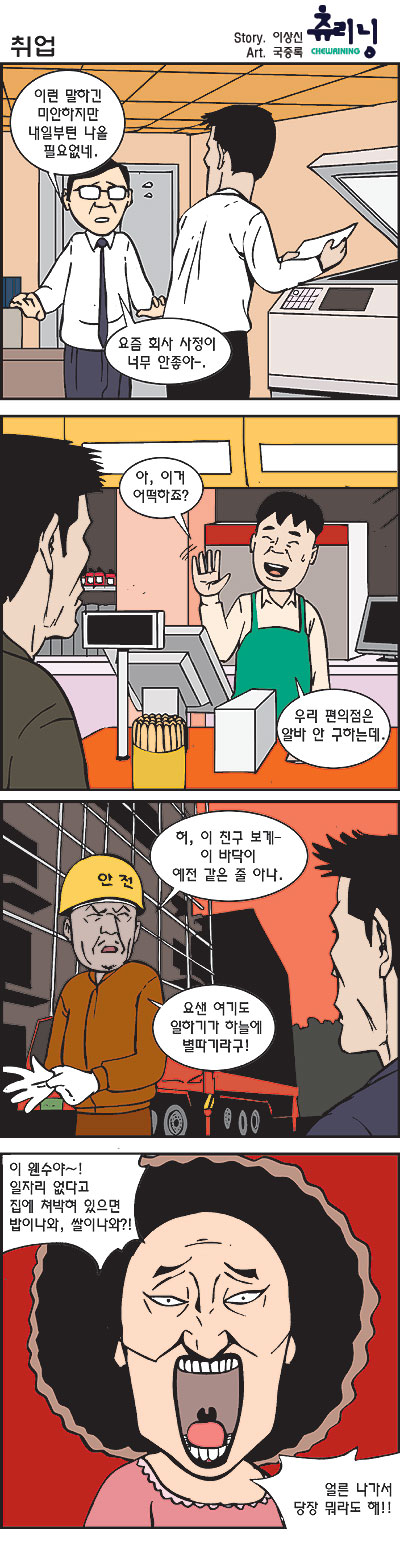 취업
Story. 이상신
Art. 국중록
츄리닝
CHEWRINING
이런 말하긴
미안하지만
내일부턴 나올
필요없네.
요즘 회사 사정이
너무 안좋아-.
아, 이거
어떡하죠?
우리 편의점은
알바 안 구하는데.
허, 이 친구 보게-
이 바닥이
예전 같은 줄 아나.
안전
요샌 여기도
일하기가 하늘에
별따기라구!
이 웬수야~!
일자리 없다고
집에 쳐박혀 있으면
밥이나와, 쌀이나와?!
얼른 나가서
당장 뭐라도 해!!